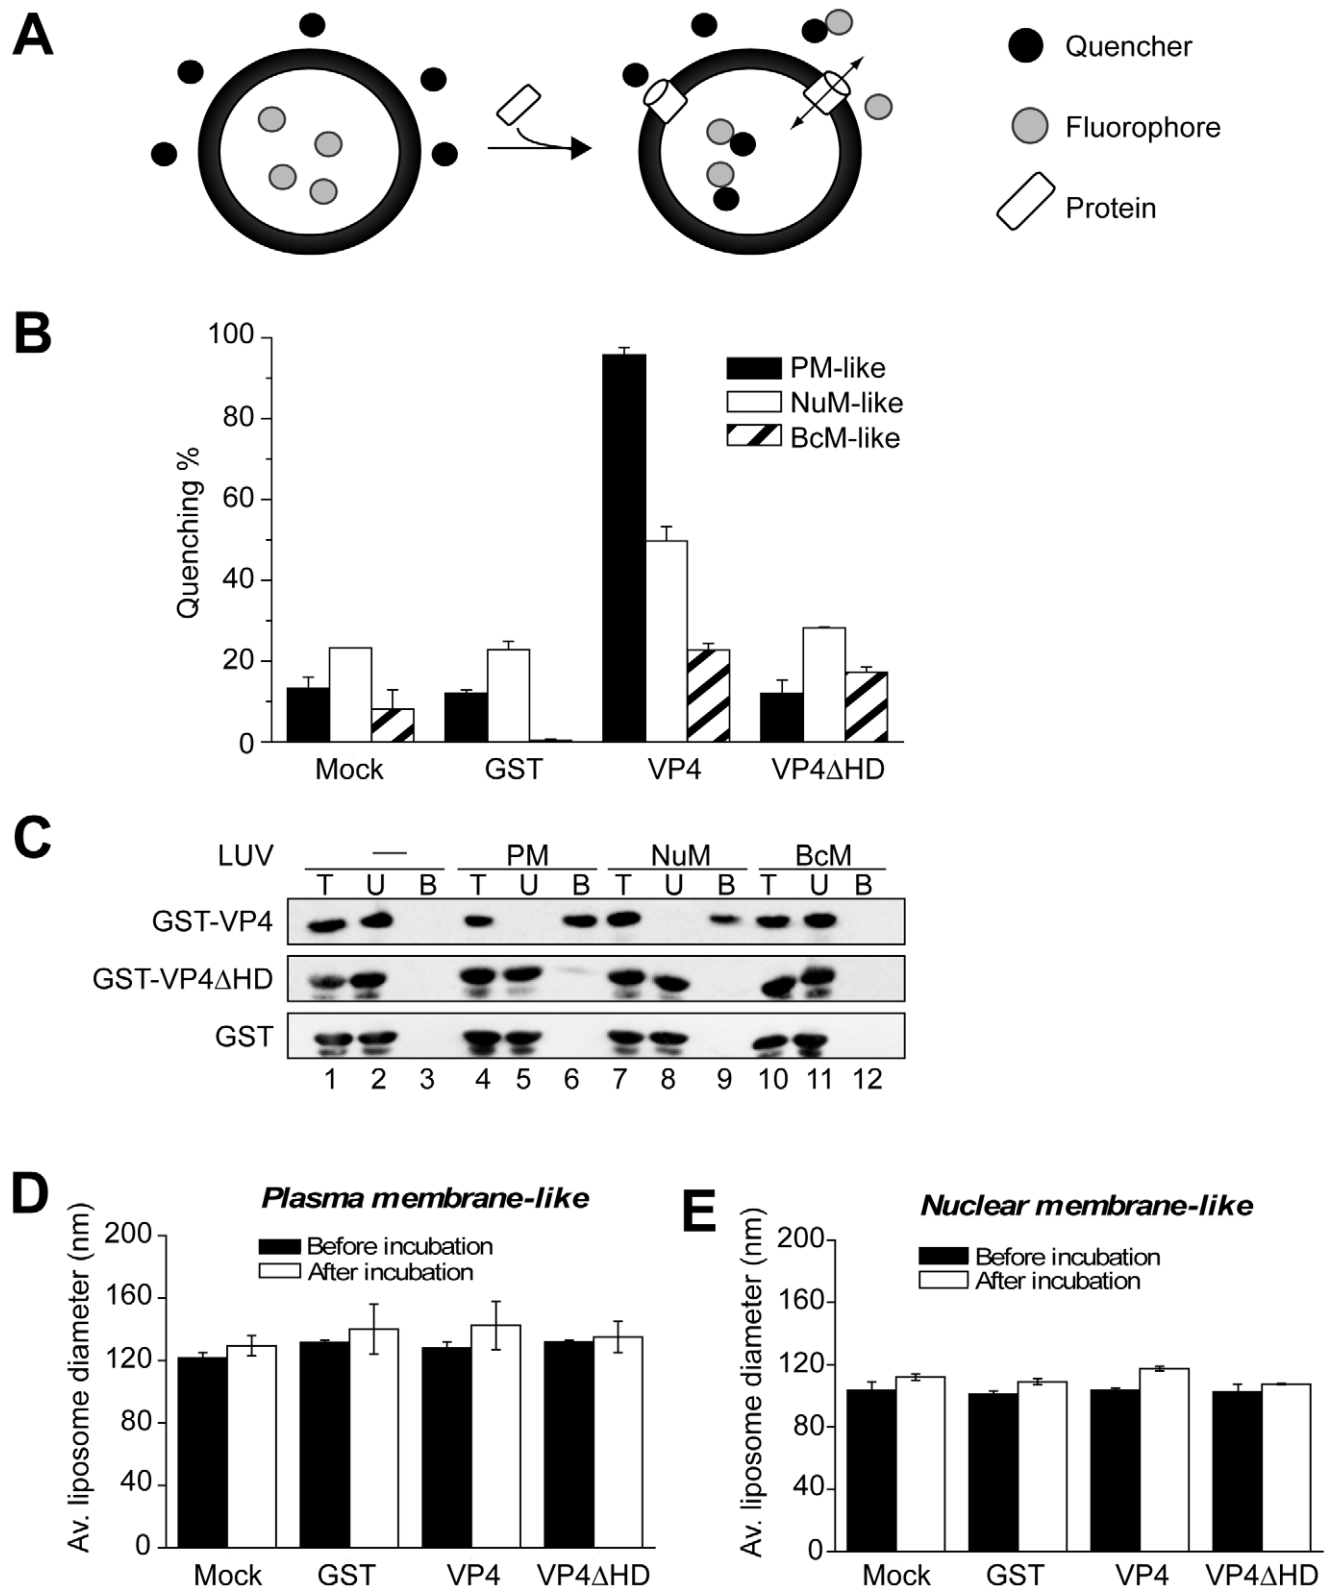 A
Quencher
Fluorophore
Protein
B
Quenching %
100
80
60
40
20
0
PM-like
NuM-like
BcM-like
Mock GST VP4 VP4ΔHD
C
LUV — PM NuM BcM
T U B T U B T U B T U B
GST-VP4
GST-VP4ΔHD
GST
1 2 3 4 5 6 7 8 9 10 11 12
D
Plasma membrane-like
Av. liposome diameter (nm)
200
160
120
80
40
0
Before incubation
After incubation
Mock GST VP4 VP4ΔHD
E
Nuclear membrane-like
Av. liposome diameter (nm)
200
160
120
80
40
0
Before incubation
After incubation
Mock GST VP4 VP4ΔHD